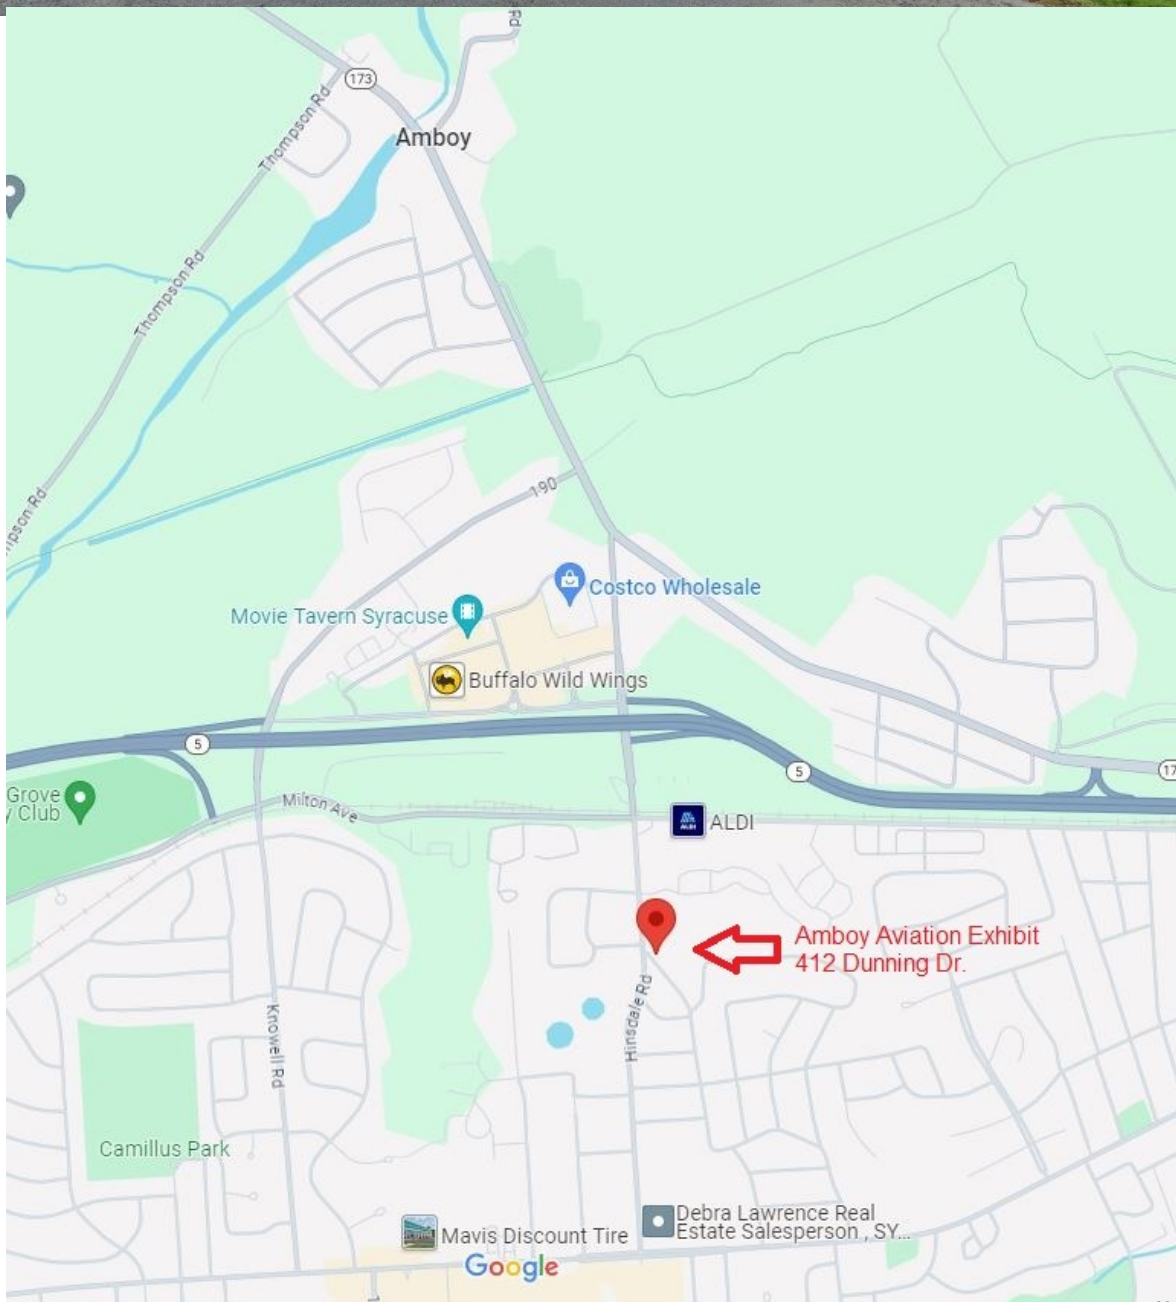 Rd
173
Thompson Rd
Amboy
Thompson Rd
mpson Rd
190
Costco Wholesale
Movie Tavern Syracuse
Buffalo Wild Wings
5
5
17
Grove
y Club
Milton Ave
ALDI
ALDI
Amboy Aviation Exhibit
412 Dunning Dr.
Hinsdale Rd
Knowell Rd
Camillus Park
Debra Lawrence Real
Estate Salesperson , SY...
Mavis Discount Tire
Google